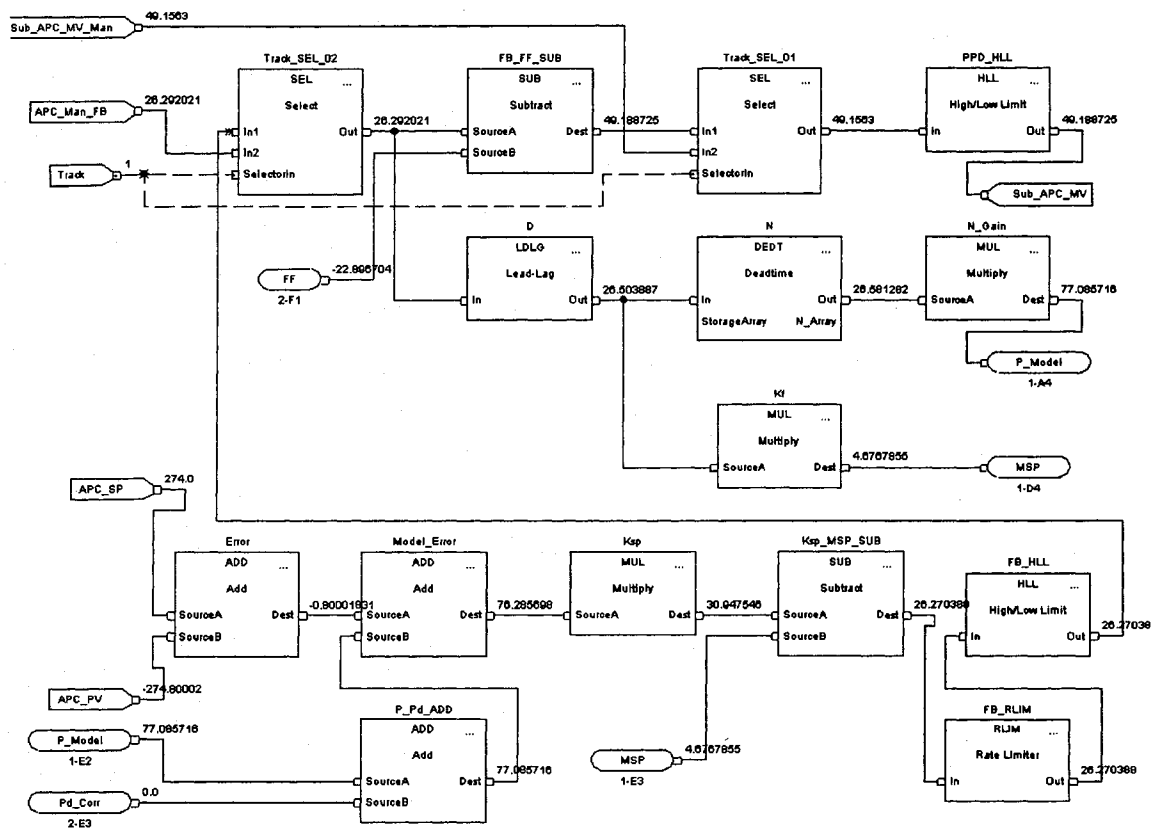 Sub_APC_MV_Man
49.1563
Track_SEL_02
SEL
...
Select
In1
In2
SelectorIn
Out
26.292021
APC_Man_FB
26.292021
Track
1
FB_FF_SUB
SUB
...
Subtract
SourceA
SourceB
Dest
49.188725
Track_SEL_01
SEL
...
Select
In1
In2
SelectorIn
Out
49.1563
PPD_HLL
HLL
...
High/Low Limit
In
Out
49.188725
Sub_APC_MV
FF
-22.896704
2-F1
D
LDLG
...
Lead-Lag
In
Out
26.503887
N
DEDT
...
Deadtime
In
Out
StorageArray
N_Array
26.581282
N_Gain
MUL
...
Multiply
SourceA
Dest
77.085716
P_Model
1-A4
Kf
MUL
...
Multiply
SourceA
Dest
4.6767855
MSP
1-D4
APC_SP
274.0
Error
ADD
...
Add
SourceA
SourceB
Dest
-0.80001831
Model_Error
ADD
...
Add
SourceA
SourceB
Dest
76.285698
Ksp
MUL
...
Multiply
SourceA
Dest
30.947546
Ksp_MSP_SUB
SUB
...
Subtract
SourceA
SourceB
Dest
26.270388
FB_HLL
HLL
...
High/Low Limit
In
Out
26.27038
APC_PV
-274.80002
P_Model
77.085716
1-E2
Pd_Corr
0.0
2-E3
P_Pd_ADD
ADD
...
Add
SourceA
SourceB
Dest
77.085716
MSP
4.6767855
1-E3
FB_RLIM
RLIM
...
Rate Limiter
In
Out
26.270388